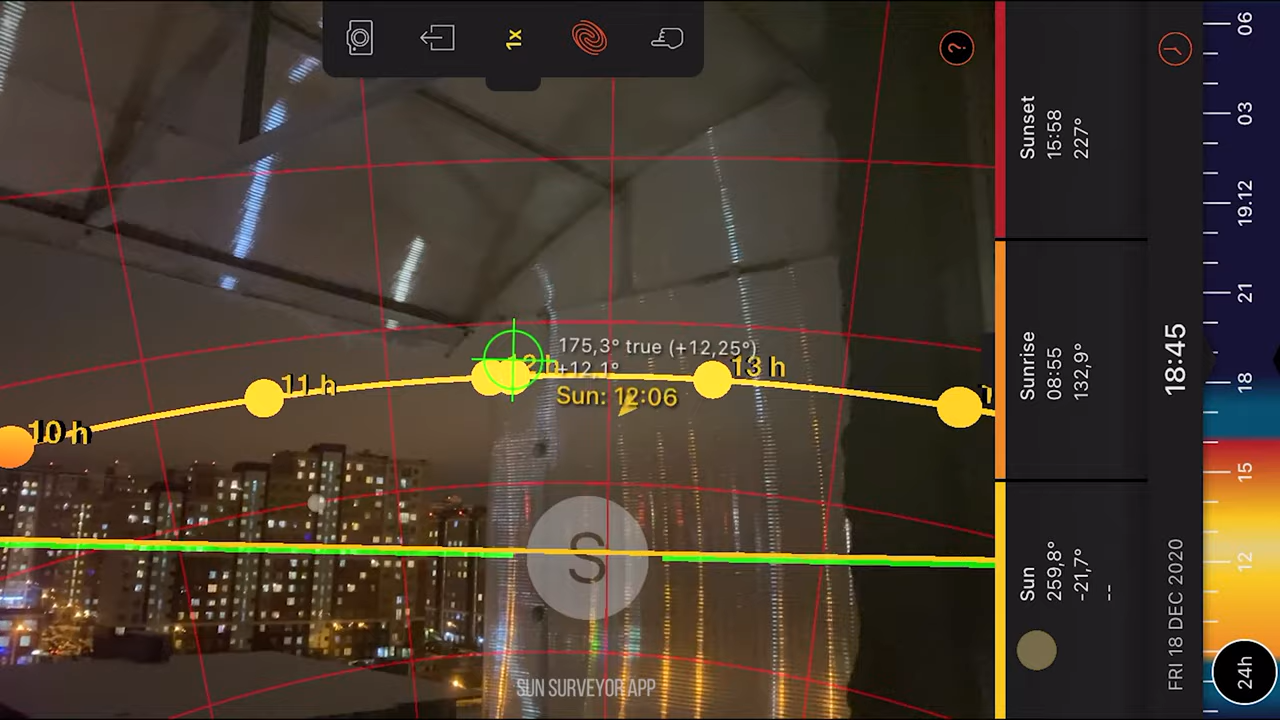 1x
?
11 h
10 h
12 h
13 h
175,3° true (+12,25°)
+12,1°
Sun: 12:06
1
S
SUN SURVEYOR APP
Sunset
15:58
227°
Sunrise
08:55
132,9°
Sun
259,8°
-21,7°
--
18:45
FRI 18 DEC 2020
06
03
19.12
21
18
15
12
24h